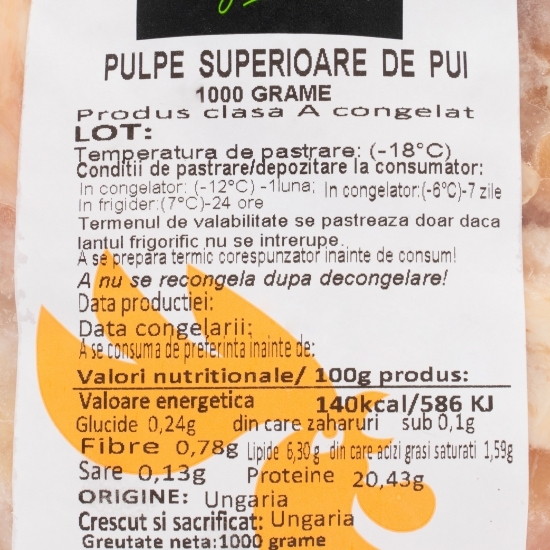 PULPE SUPERIOARE DE PUI
1000 GRAME
Produs clasa A congelat
LOT:
Temperatura de pastrare: (-18°C)
Conditii de pastrare/depozitare la consumator:
In congelator: (-12°C) -1luna; In congelator:(-6°C)-7 zile
In frigider:(7°C)-24 ore
Termenul de valabilitate se pastreaza doar daca
lantul frigorific nu se intrerupe.
A se prepara termic corespunzator inainte de consum!
A nu se recongela dupa decongelare!
Data productiei:
Data congelarii:
A se consuma de preferinta inainte de:
Valori nutritionale/ 100g produs:
Valoare energetica 140kcal/586 KJ
Glucide 0,24g din care zaharuri sub 0,1g
Fibre 0,78g Lipide 6,30g din care acizi grasi saturati 1,59g
Sare 0,13g Proteine 20,43g
ORIGINE: Ungaria
Crescut si sacrificat: Ungaria
Greutate neta:1000 grame